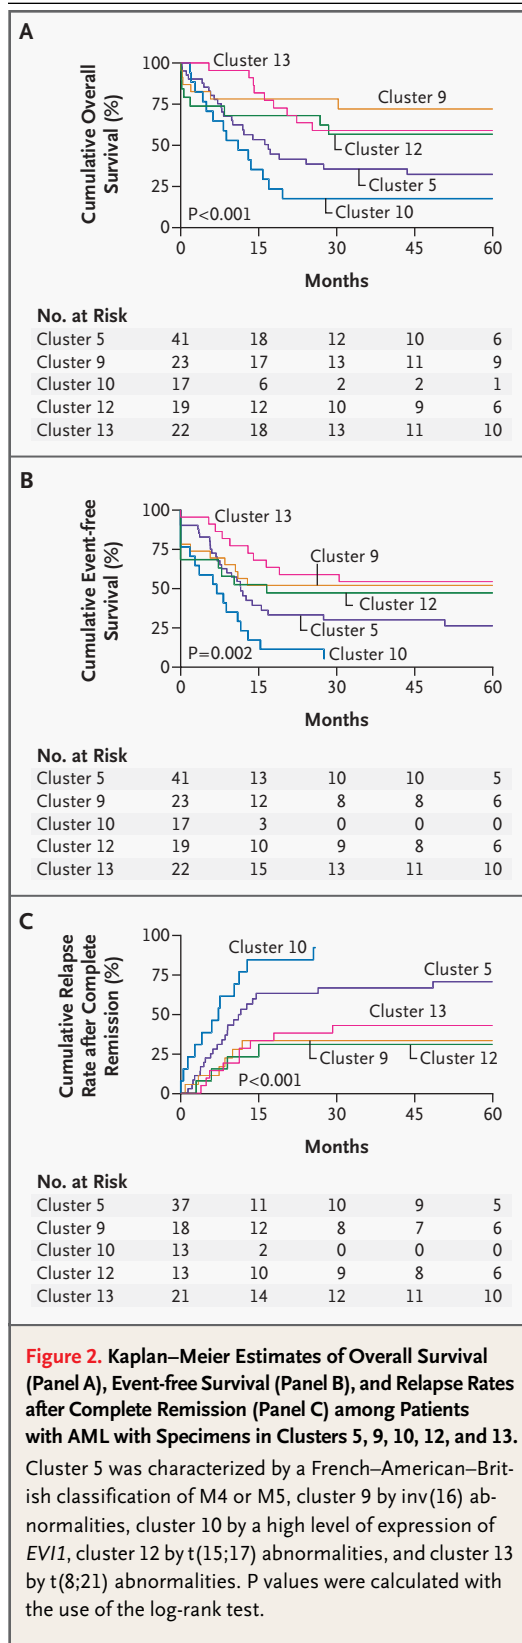 A
Cumulative Overall
Survival (%)
100
75
50
25
0
Cluster 13
Cluster 9
Cluster 12
Cluster 5
Cluster 10
P<0.001
0 15 30 45 60
Months
No. at Risk
Cluster 5 41 18 12 10 6
Cluster 9 23 17 13 11 9
Cluster 10 17 6 2 2 1
Cluster 12 19 12 10 9 6
Cluster 13 22 18 13 11 10
B
Cumulative Event-free
Survival (%)
100
75
50
25
0
Cluster 13
Cluster 9
Cluster 12
Cluster 5
Cluster 10
P=0.002
0 15 30 45 60
Months
No. at Risk
Cluster 5 41 13 10 10 5
Cluster 9 23 12 8 8 6
Cluster 10 17 3 0 0 0
Cluster 12 19 10 9 8 6
Cluster 13 22 15 13 11 10
C
Cumulative Relapse
Rate after Complete
Remission (%)
100
75
50
25
0
Cluster 10
Cluster 5
Cluster 13
Cluster 9
Cluster 12
P<0.001
0 15 30 45 60
Months
No. at Risk
Cluster 5 37 11 10 9 5
Cluster 9 18 12 8 7 6
Cluster 10 13 2 0 0 0
Cluster 12 13 10 9 8 6
Cluster 13 21 14 12 11 10
Figure 2. Kaplan–Meier Estimates of Overall Survival
(Panel A), Event-free Survival (Panel B), and Relapse Rates
after Complete Remission (Panel C) among Patients
with AML with Specimens in Clusters 5, 9, 10, 12, and 13.
Cluster 5 was characterized by a French–American–Brit-
ish classification of M4 or M5, cluster 9 by inv(16) ab-
normalities, cluster 10 by a high level of expression of
EVI1, cluster 12 by t(15;17) abnormalities, and cluster 13
by t(8;21) abnormalities. P values were calculated with
the use of the log-rank test.